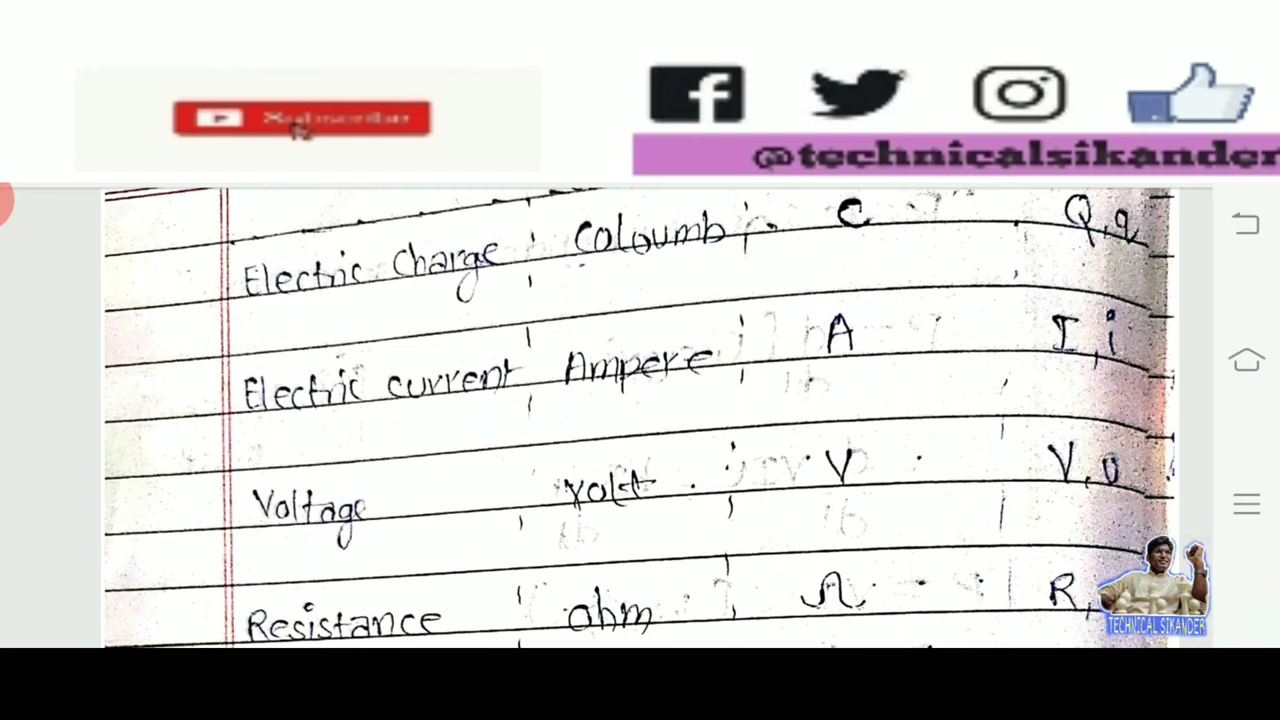 @technicalsikander
Electric Charge Coloumb C Q,q
Electric current Ampere A I,i
Voltage Volt V V,v
Resistance ohm Ω R,
TECHNICAL SIKANDER